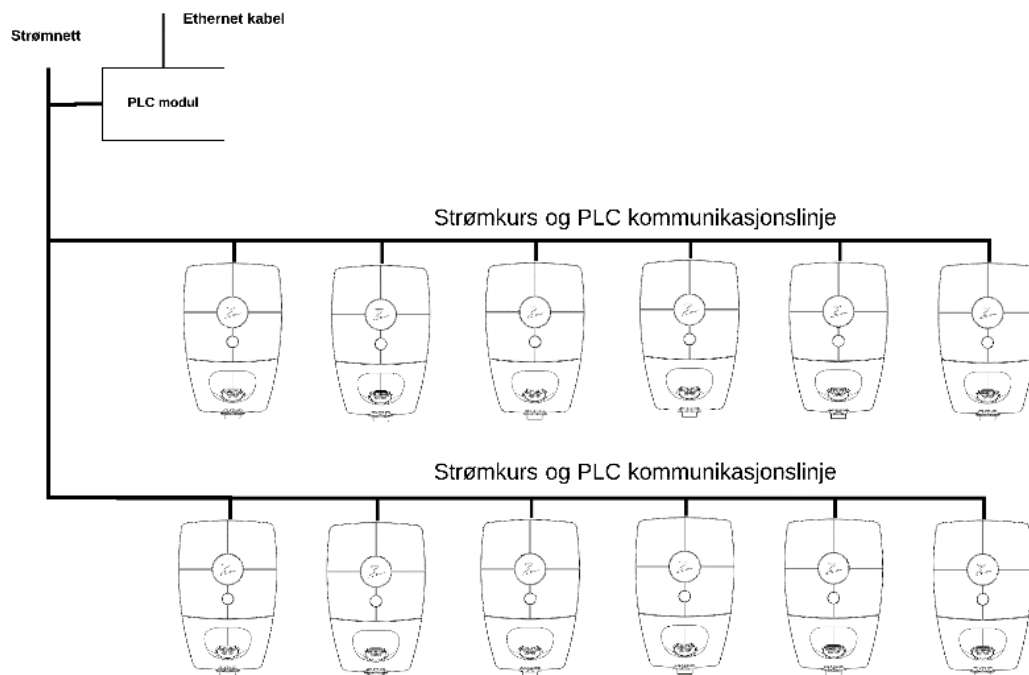 Ethernet kabel
Strømnett
PLC modul
Strømkurs og PLC kommunikasjonslinje
Strømkurs og PLC kommunikasjonslinje